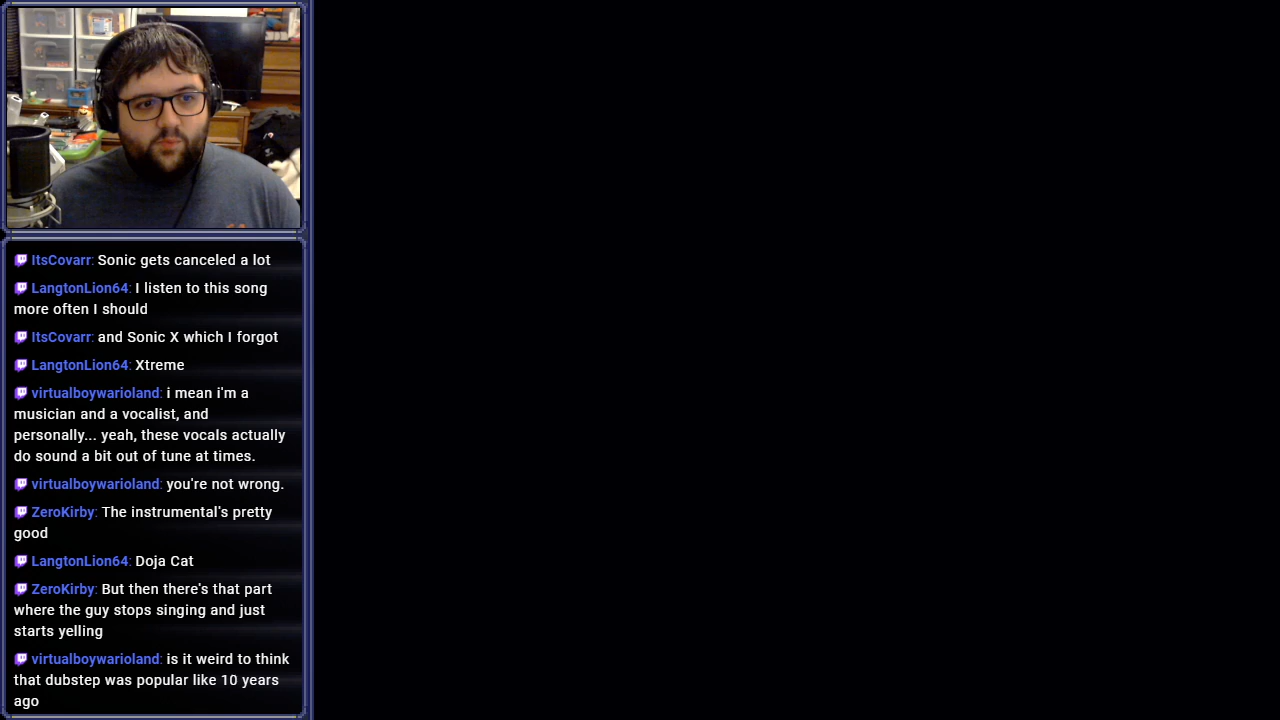 ItsCovarr: Sonic gets canceled a lot
LangtonLion64: I listen to this song
more often I should
ItsCovarr: and Sonic X which I forgot
LangtonLion64: Xtreme
virtualboywarioland: i mean i'm a
musician and a vocalist, and
personally... yeah, these vocals actually
do sound a bit out of tune at times.
virtualboywarioland: you're not wrong.
ZeroKirby: The instrumental's pretty
good
LangtonLion64: Doja Cat
ZeroKirby: But then there's that part
where the guy stops singing and just
starts yelling
virtualboywarioland: is it weird to think
that dubstep was popular like 10 years
ago